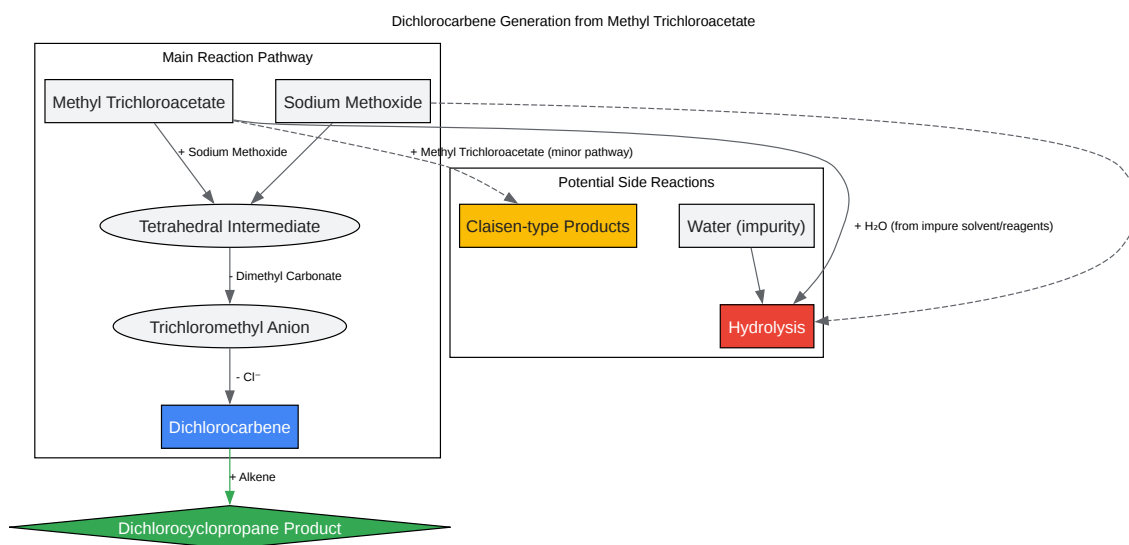 Dichlorocarbene Generation from Methyl Trichloroacetate
Main Reaction Pathway
Methyl Trichloroacetate
Sodium Methoxide
+ Sodium Methoxide
+ Methyl Trichloroacetate (minor pathway)
Potential Side Reactions
Tetrahedral Intermediate
Claisen-type Products
Water (impurity)
+ H₂O (from impure solvent/reagents)
- Dimethyl Carbonate
Trichloromethyl Anion
Hydrolysis
- Cl⁻
Dichlorocarbene
+ Alkene
Dichlorocyclopropane Product